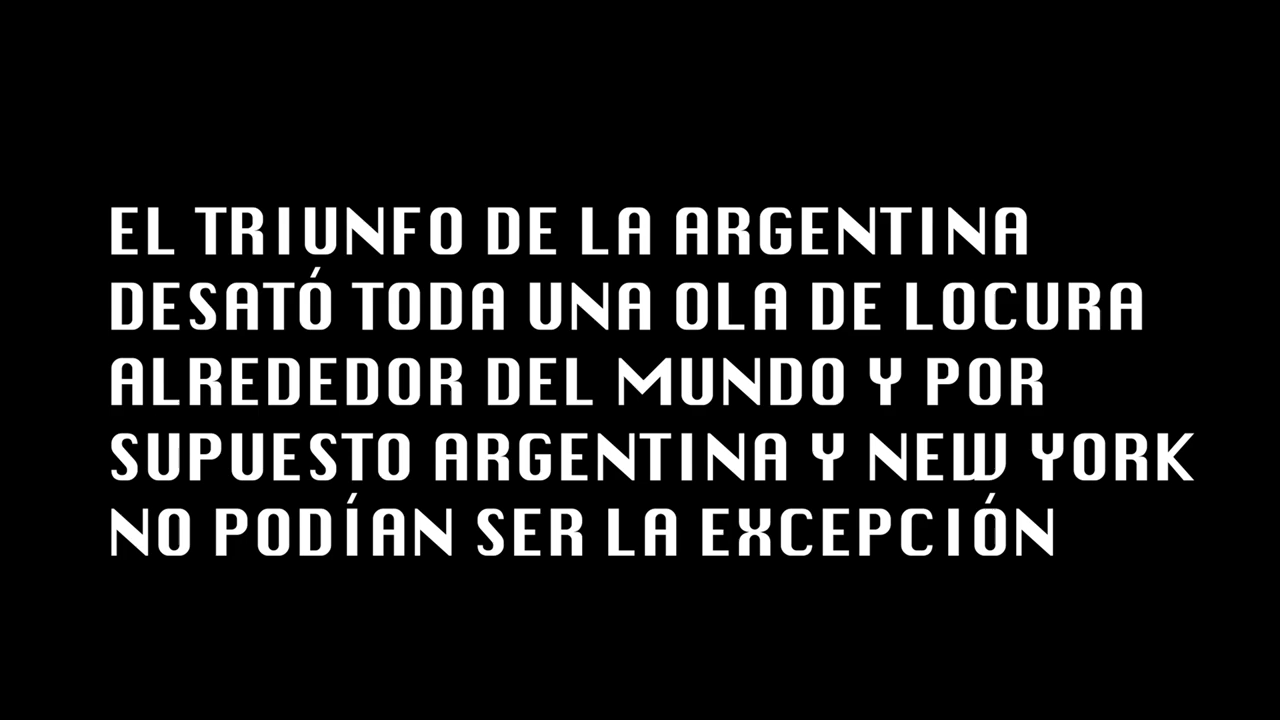 EL TRIUNFO DE LA ARGENTINA
DESATÓ TODA UNA OLA DE LOCURA
ALREDEDOR DEL MUNDO Y POR
SUPUESTO ARGENTINA Y NEW YORK
NO PODÍAN SER LA EXCEPCIÓN